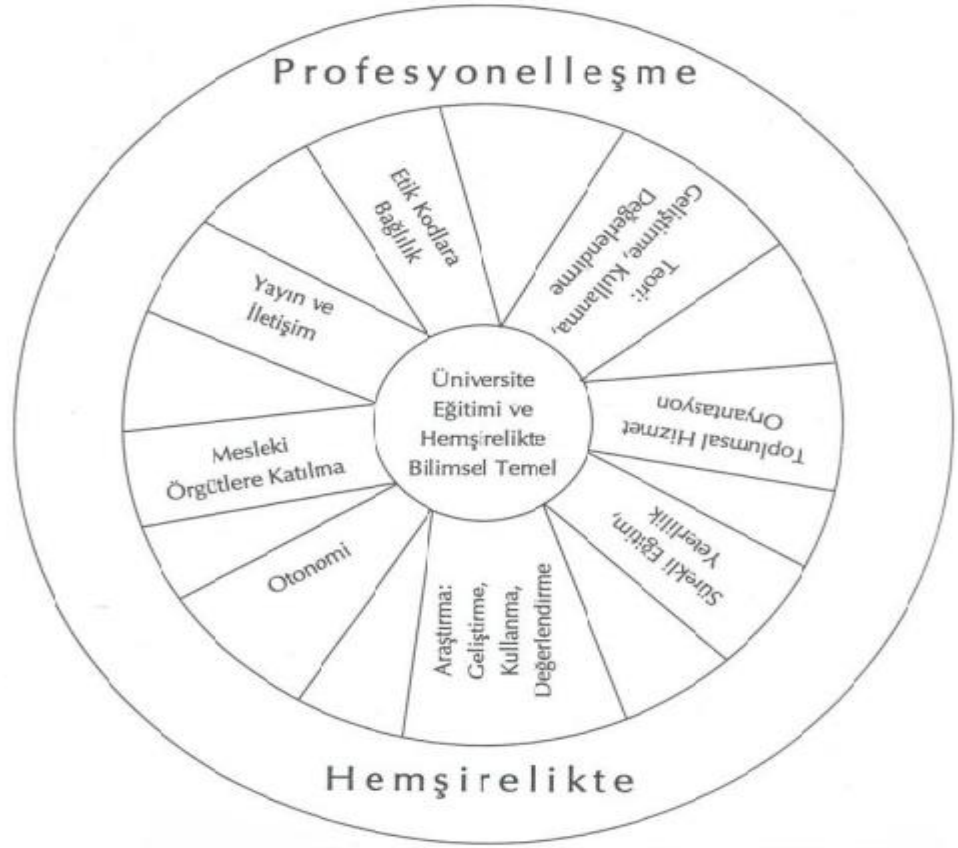 Profesyonelleşme
Etik Kodlara
Bağlılık
Teori:
Geliştirme, Kullanma,
Değerlendirme
Toplumsal Hizmet
Oryantasyon
Sürekli Eğitim,
Yeterlilik
Araştırma:
Geliştirme,
Kullanma,
Değerlendirme
Otonomi
Mesleki
Örgütlere Katılma
Yayın ve
İletişim
Üniversite
Eğitimi ve
Hemşirelikte
Bilimsel Temel
Hemşirelikte